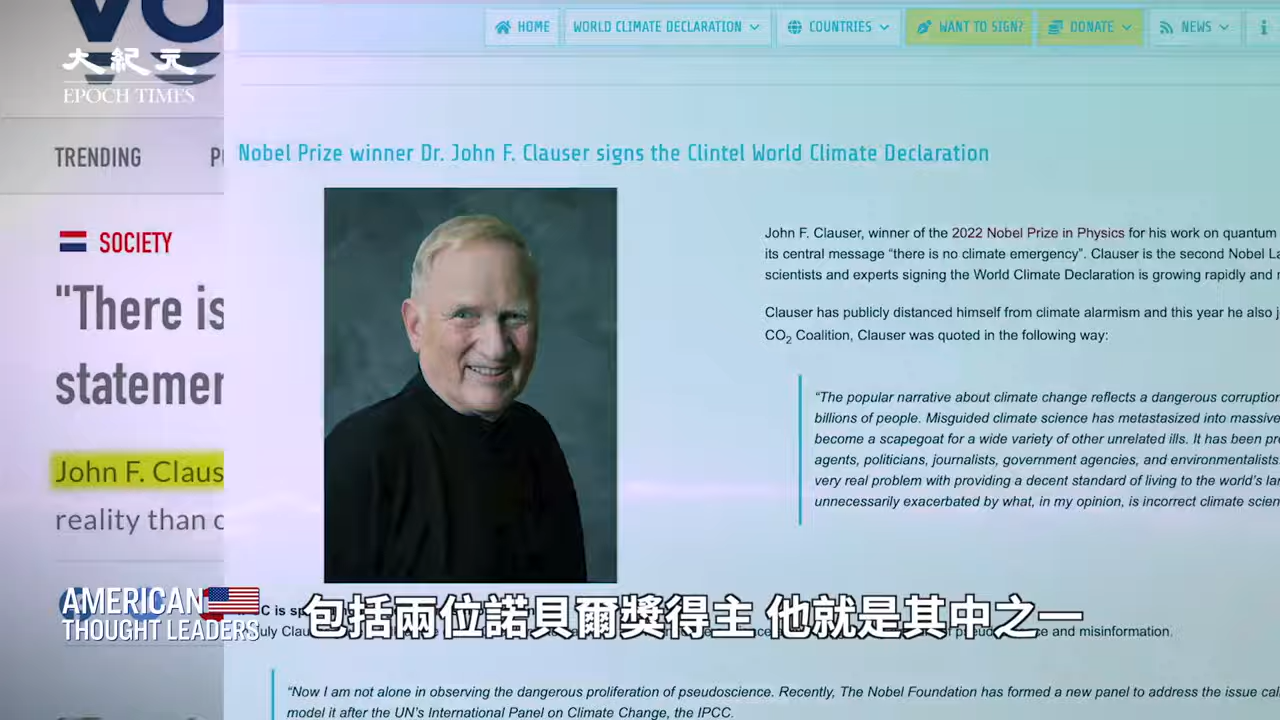 大紀元
EPOCH TIMES
HOME
WORLD CLIMATE DECLARATION
COUNTRIES
WANT TO SIGN?
DONATE
NEWS
TRENDING
Nobel Prize winner Dr. John F. Clauser signs the Clintel World Climate Declaration
SOCIETY
"There is
John F. Claus
reality than
John F. Clauser, winner of the 2022 Nobel Prize in Physics for his work on quantum
its central message “there is no climate emergency”. Clauser is the second Nobel
scientists and experts signing the World Climate Declaration is growing rapidly and
Clauser has publicly distanced himself from climate alarmism and this year he also
CO2 Coalition, Clauser was quoted in the following way:
“The popular narrative about climate change reflects a dangerous corruption
billions of people. Misguided climate science has metastasized into massive
become a scapegoat for a wide variety of other unrelated ills. It has been
agents, politicians, journalists, government agencies, and environmentalists.
very real problem with providing a decent standard of living to the world’s
unnecessarily exacerbated by what, in my opinion, is incorrect climate
AMERICAN
THOUGHT LEADERS
包括兩位諾貝爾獎得主 他就是其中之一
and misinformation.
“Now I am not alone in observing the dangerous proliferation of pseudoscience. Recently, The Nobel Foundation has formed a new panel to address the issue
model it after the UN’s International Panel on Climate Change, the IPCC.